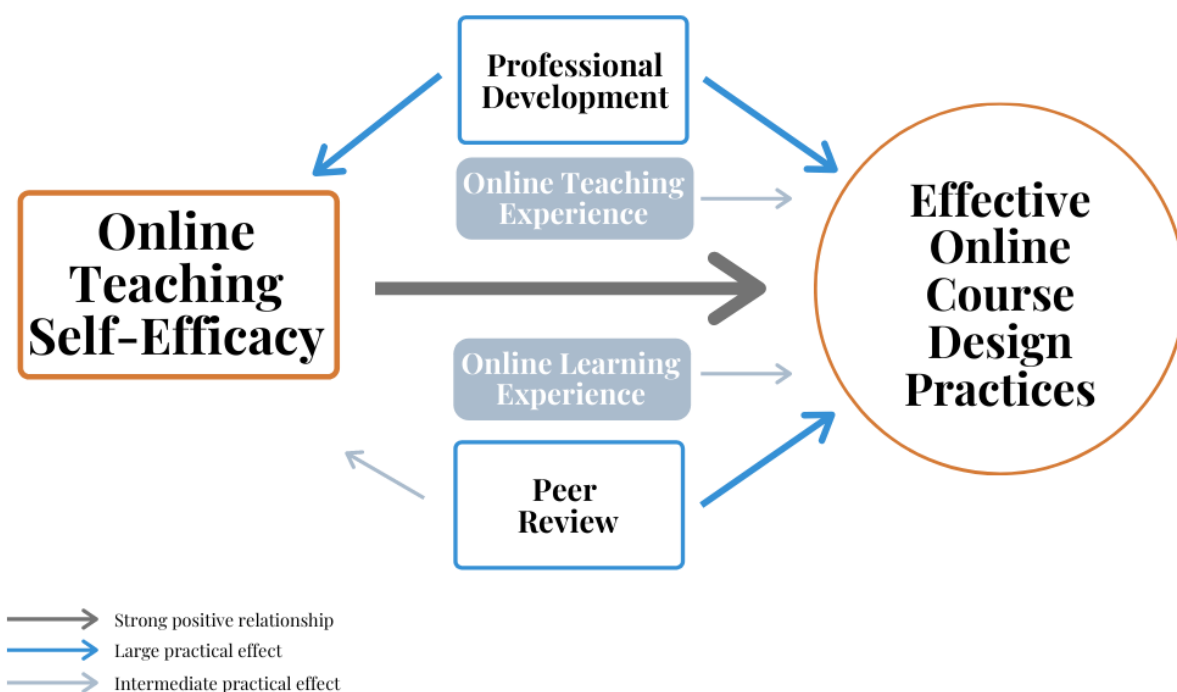 Professional
Development
Online Teaching
Experience
Online
Teaching
Self-Efficacy
Effective
Online
Course
Design
Practices
Online Learning
Experience
Peer
Review
Strong positive relationship
Large practical effect
Intermediate practical effect